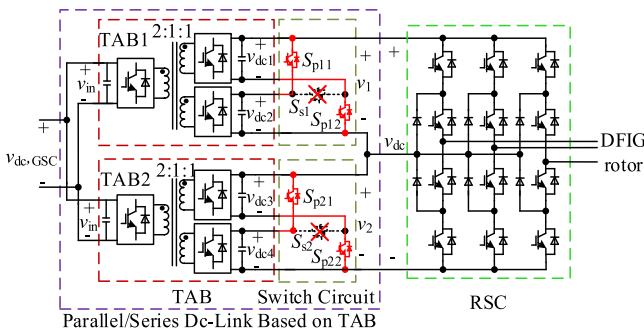 TAB1 2:1:1
+ + +
v_dc1 S_p11
v_in - v_1
- + S_s1
v_dc2 S_p12
+ -
v_dc,GSC v_dc DFIG
- rotor
TAB2 2:1:1
+ + +
v_dc3 S_p21
v_in - v_2
- + S_s2
v_dc4 S_p22
- -
TAB Switch Circuit RSC
Parallel/Series Dc-Link Based on TAB